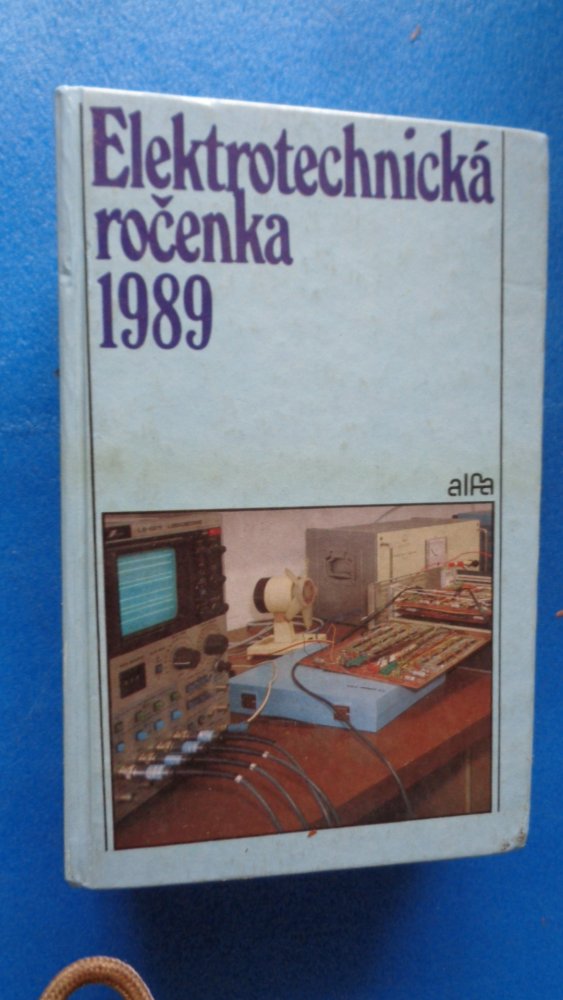 Elektrotechnická
ročenka
1989
alfa